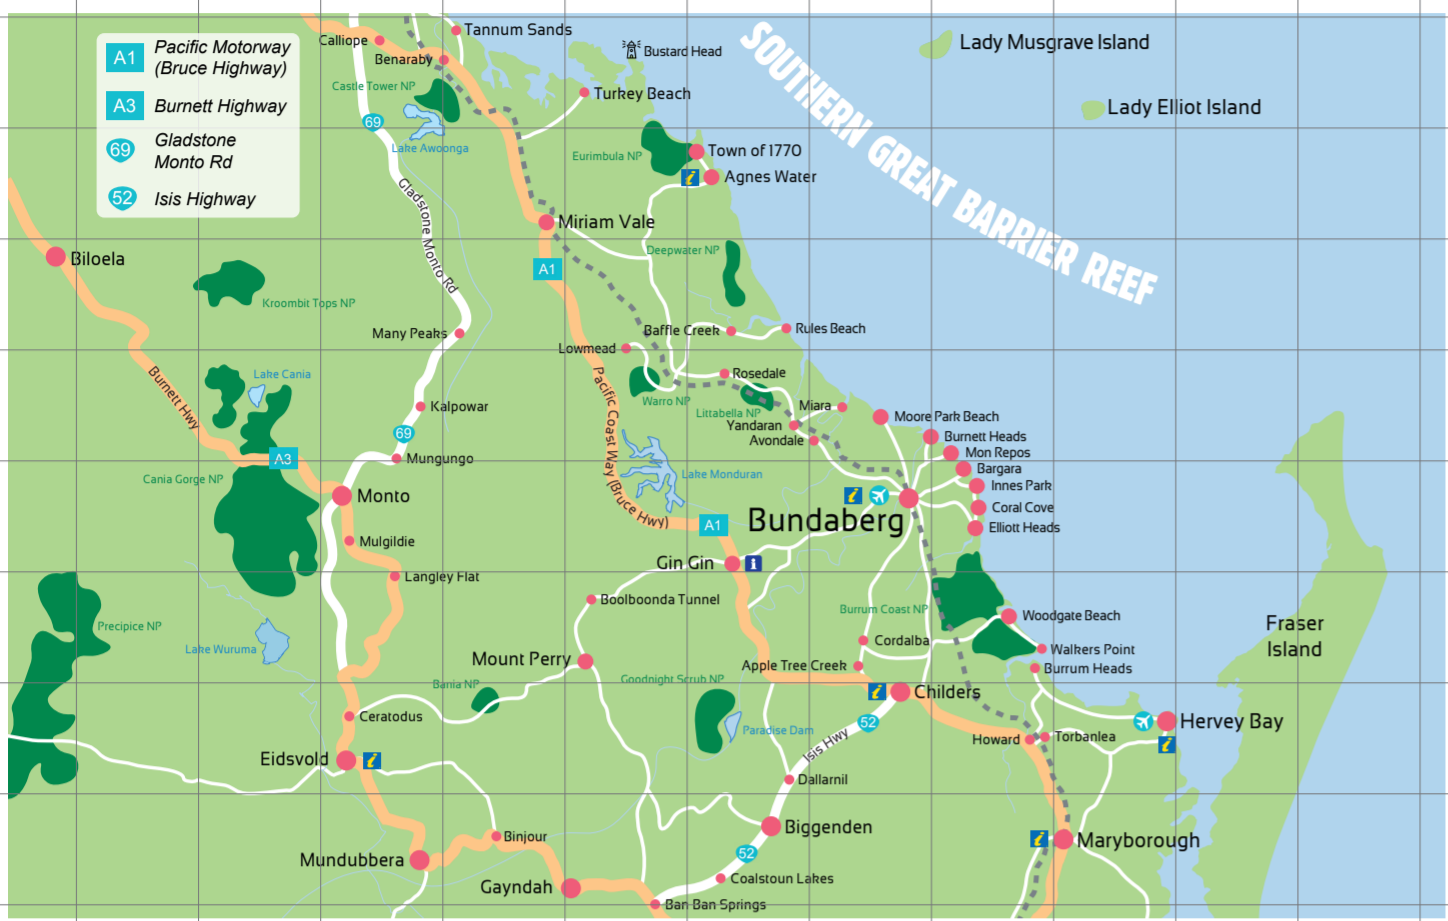 A1
Pacific Motorway
(Bruce Highway)
A3
Burnett Highway
69
Gladstone
Monto Rd
52
Isis Highway
Calliope
Tannum Sands
Benaraby
Bustard Head
Castle Tower NP
Turkey Beach
69
Lake Awoonga
Eurimbula NP
Town of 1770
Agnes Water
Lady Musgrave Island
Lady Elliot Island
SOUTHERN GREAT BARRIER REEF
Gladstone Monto Rd
Miriam Vale
Deepwater NP
Biloela
A1
Kroombit Tops NP
Many Peaks
Baffle Creek
Rules Beach
Lowmead
Lake Cania
Burnett Hwy
Rosedale
Warro NP
Littabella NP
Miara
Kalpowar
Pacific Coast Way (Bruce Hwy)
Yandaran
Avondale
Moore Park Beach
Burnett Heads
Mon Repos
Bargara
Innes Park
Coral Cove
Elliott Heads
69
A3
Mungungo
Cania Gorge NP
Lake Monduran
Monto
Bundaberg
A1
Mulgildie
Gin Gin
Langley Flat
Boolboonda Tunnel
Burrum Coast NP
Woodgate Beach
Precipice NP
Lake Wuruma
Cordalba
Walkers Point
Burrum Heads
Fraser
Island
Mount Perry
Apple Tree Creek
Bania NP
Goodnight Scrub NP
Childers
Ceratodus
Paradise Dam
52
Isis Hwy
Howard
Torbanlea
Hervey Bay
Eidsvold
Dallarnil
Biggenden
Binjour
Maryborough
Mundubbera
52
Gayndah
Coalstoun Lakes
Ban Ban Springs